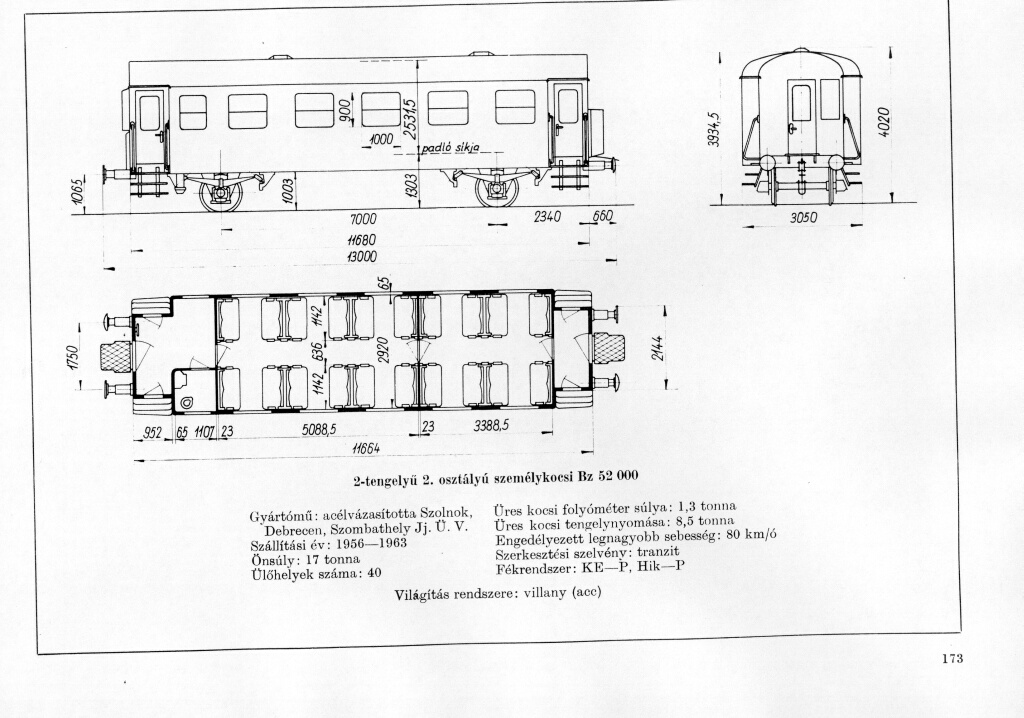 900
1000
2531,5
padló síkja
1065
1003
1303
7000
2340
660
11680
13000
3934,5
4020
3050
65
1142
636
2920
1142
1750
2144
952
65
1107
23
5088,5
23
3388,5
11664
2-tengelyű 2. osztályú személykocsi Bz 52 000
Gyártómű: acélvázasította Szolnok,
Debrecen, Szombathely Jj. Ü. V.
Szállítási év: 1956—1963
Önsúly: 17 tonna
Ülőhelyek száma: 40
Üres kocsi folyóméter súlya: 1,3 tonna
Üres kocsi tengelynyomása: 8,5 tonna
Engedélyezett legnagyobb sebesség: 80 km/ó
Szerkesztési szelvény: tranzit
Fékrendszer: KE—P, Hik—P
Világítás rendszere: villany (acc)
173